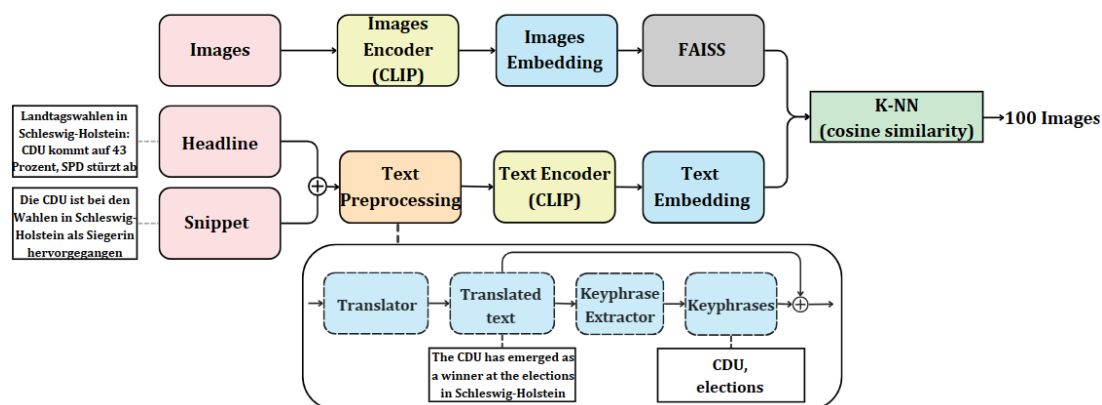 Images
Images
Encoder
(CLIP)
Images
Embedding
FAISS
K-NN
(cosine similarity)
100 Images
Landtagswahlen in
Schleswig-Holstein:
CDU kommt auf 43
Prozent, SPD stürzt ab
Headline
Die CDU ist bei den
Wahlen in Schleswig-
Holstein als Siegerin
hervorgegangen
Snippet
Text
Preprocessing
Text Encoder
(CLIP)
Text
Embedding
Translator
Translated
text
Keyphrase
Extractor
Keyphrases
The CDU has emerged as
a winner at the elections
in Schleswig-Holstein
CDU,
elections